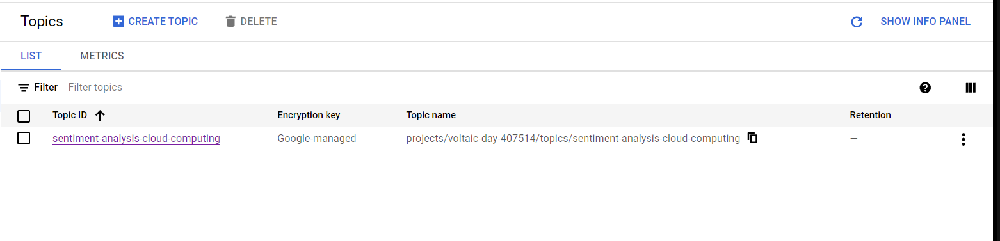 Topics CREATE TOPIC DELETE SHOW INFO PANEL
LIST METRICS
Filter Filter topics
Topic ID Encryption key Topic name Retention
sentiment-analysis-cloud-computing Google-managed projects/voltaic-day-407514/topics/sentiment-analysis-cloud-computing —